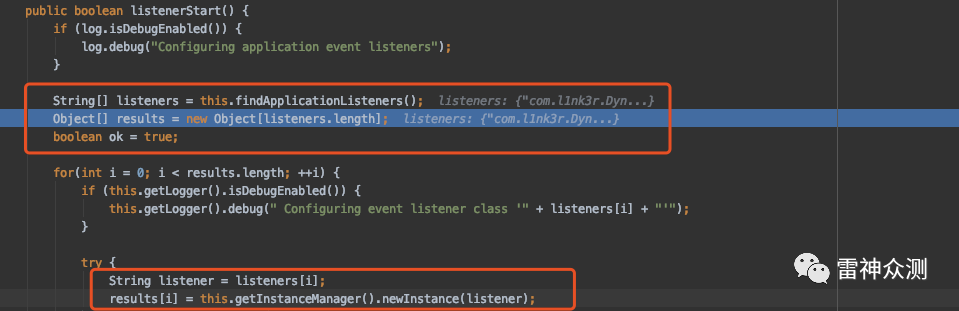 public boolean listenerStart() {
if (log.isDebugEnabled()) {
log.debug("Configuring application event listeners");
}
String[] listeners = this.findApplicationListeners(); listeners: {"com.l1nk3r.Dyn...}
Object[] results = new Object[listeners.length]; listeners: {"com.l1nk3r.Dyn...}
boolean ok = true;
for(int i = 0; i < results.length; ++i) {
if (this.getLogger().isDebugEnabled()) {
this.getLogger().debug(" Configuring event listener class '" + listeners[i] + "'");
}
try {
String listener = listeners[i];
results[i] = this.getInstanceManager().newInstance(listener);
雷神众测